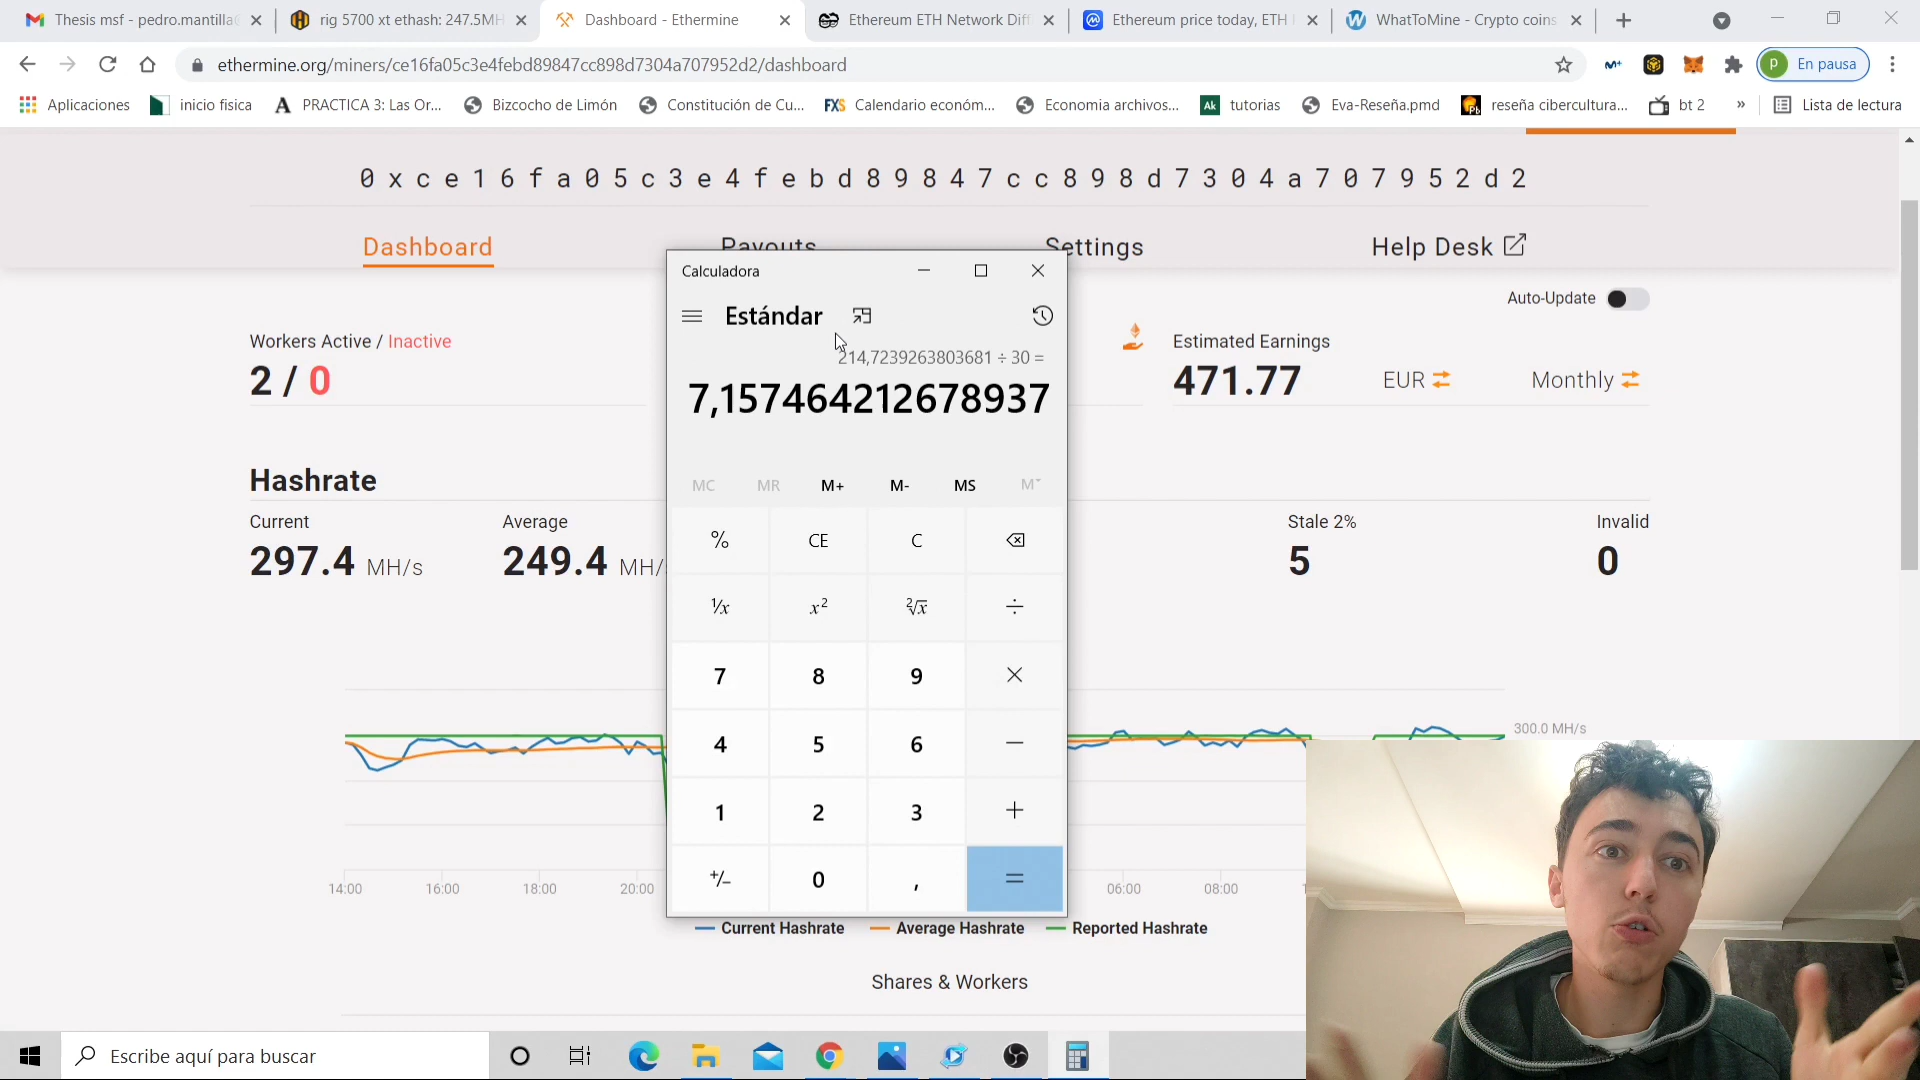 Thesis msf - pedro.mantilla
rig 5700 xt ethash: 247.5MH
Dashboard - Ethermine
Ethereum ETH Network Diff
Ethereum price today, ETH
WhatToMine - Crypto coins
ethermine.org/miners/ce16fa05c3e4febd89847cc898d7304a707952d2/dashboard
P En pausa
Aplicaciones
inicio fisica
PRACTICA 3: Las Or...
Bizcocho de Limón
Constitución de Cu...
FXS Calendario económ...
Economia archivos...
Ak tutorias
Eva-Reseña.pmd
reseña cibercultura...
bt 2
»
Lista de lectura
0xce16fa05c3e4febd89847cc898d7304a707952d2
Dashboard
Payouts
Settings
Help Desk
Auto-Update
Workers Active / Inactive
2 / 0
Estimated Earnings
471.77
EUR
Monthly
Hashrate
Current
297.4 MH/s
Average
249.4 MH/
Stale 2%
5
Invalid
0
300.0 MH/s
14:00
16:00
18:00
20:00
06:00
08:00
Current Hashrate
Average Hashrate
Reported Hashrate
Shares & Workers
Calculadora
Estándar
214,7239263803681 ÷ 30 =
7,157464212678937
MC MR M+ M- MS M˅
% CE C
⅟x x² ²√x ÷
7 8 9 ×
4 5 6 −
1 2 3 +
+/− 0 , =
Escribe aquí para buscar